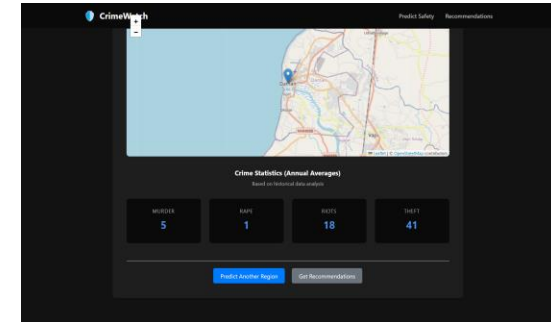 CrimeWatch
Predict Safety Recommendations
+
−
Crime Statistics (Annual Averages)
Based on historical data analysis
MURDER
5
RAPE
1
RIOTS
18
THEFT
41
Predict Another Region
Get Recommendations